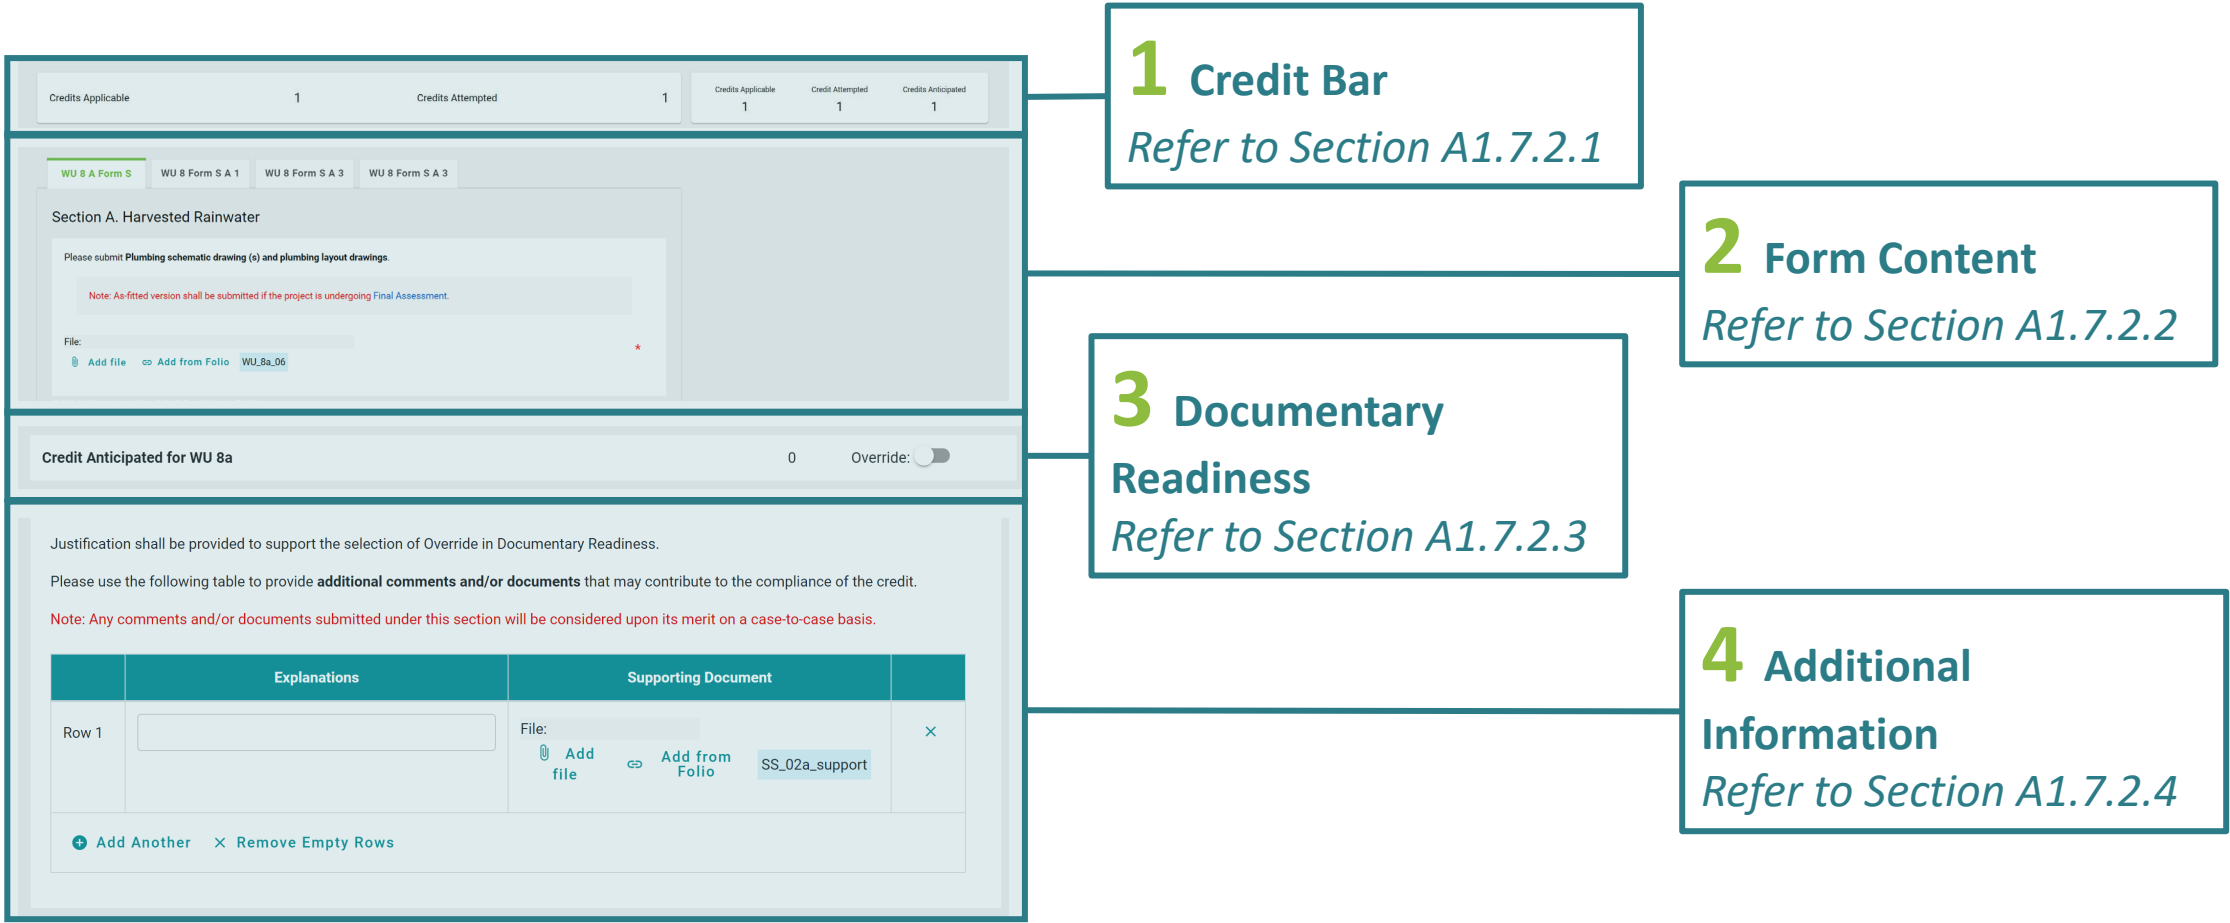 Credits Applicable 1 Credits Attempted 1
Credits Applicable Credit Attempted Credits Anticipated
1 1 1
WU 8 A Form S WU 8 Form S A 1 WU 8 Form S A 3 WU 8 Form S A 3
Section A. Harvested Rainwater
Please submit Plumbing schematic drawing (s) and plumbing layout drawings.
Note: As-fitted version shall be submitted if the project is undergoing Final Assessment.
File:
*
Add file Add from Folio WU_8a_06
Credit Anticipated for WU 8a 0 Override:
Justification shall be provided to support the selection of Override in Documentary Readiness.
Please use the following table to provide additional comments and/or documents that may contribute to the compliance of the credit.
Note: Any comments and/or documents submitted under this section will be considered upon its merit on a case-to-case basis.
Explanations Supporting Document
Row 1
File:
Add file
Add from Folio
SS_02a_support
Add Another Remove Empty Rows
1 Credit Bar
Refer to Section A1.7.2.1
2 Form Content
Refer to Section A1.7.2.2
3 Documentary
Readiness
Refer to Section A1.7.2.3
4 Additional
Information
Refer to Section A1.7.2.4